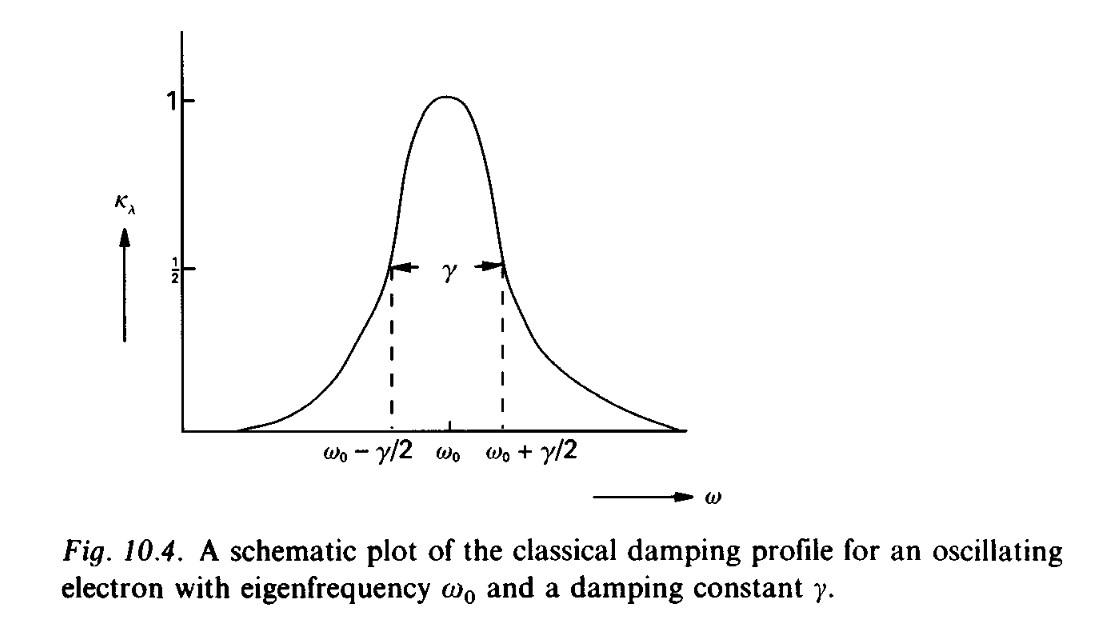 1
κλ
½
γ
ω₀ − γ/2 ω₀ ω₀ + γ/2
ω
Fig. 10.4. A schematic plot of the classical damping profile for an oscillating
electron with eigenfrequency ω₀ and a damping constant γ.